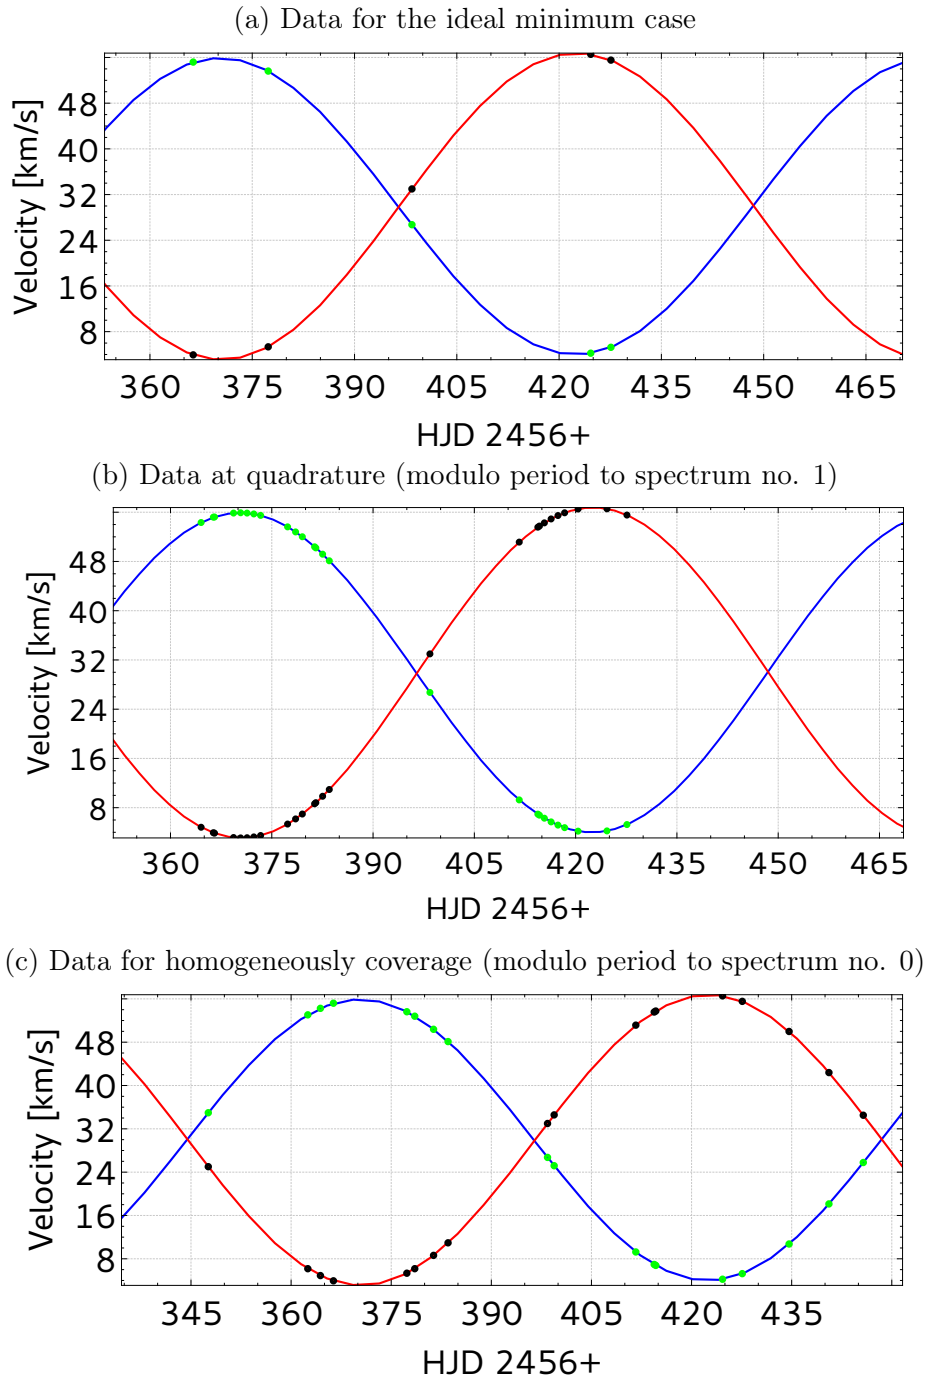 (a) Data for the ideal minimum case
Velocity [km/s]
48
40
32
24
16
8
360 375 390 405 420 435 450 465
HJD 2456+
(b) Data at quadrature (modulo period to spectrum no. 1)
Velocity [km/s]
48
40
32
24
16
8
360 375 390 405 420 435 450 465
HJD 2456+
(c) Data for homogeneously coverage (modulo period to spectrum no. 0)
Velocity [km/s]
48
40
32
24
16
8
345 360 375 390 405 420 435
HJD 2456+